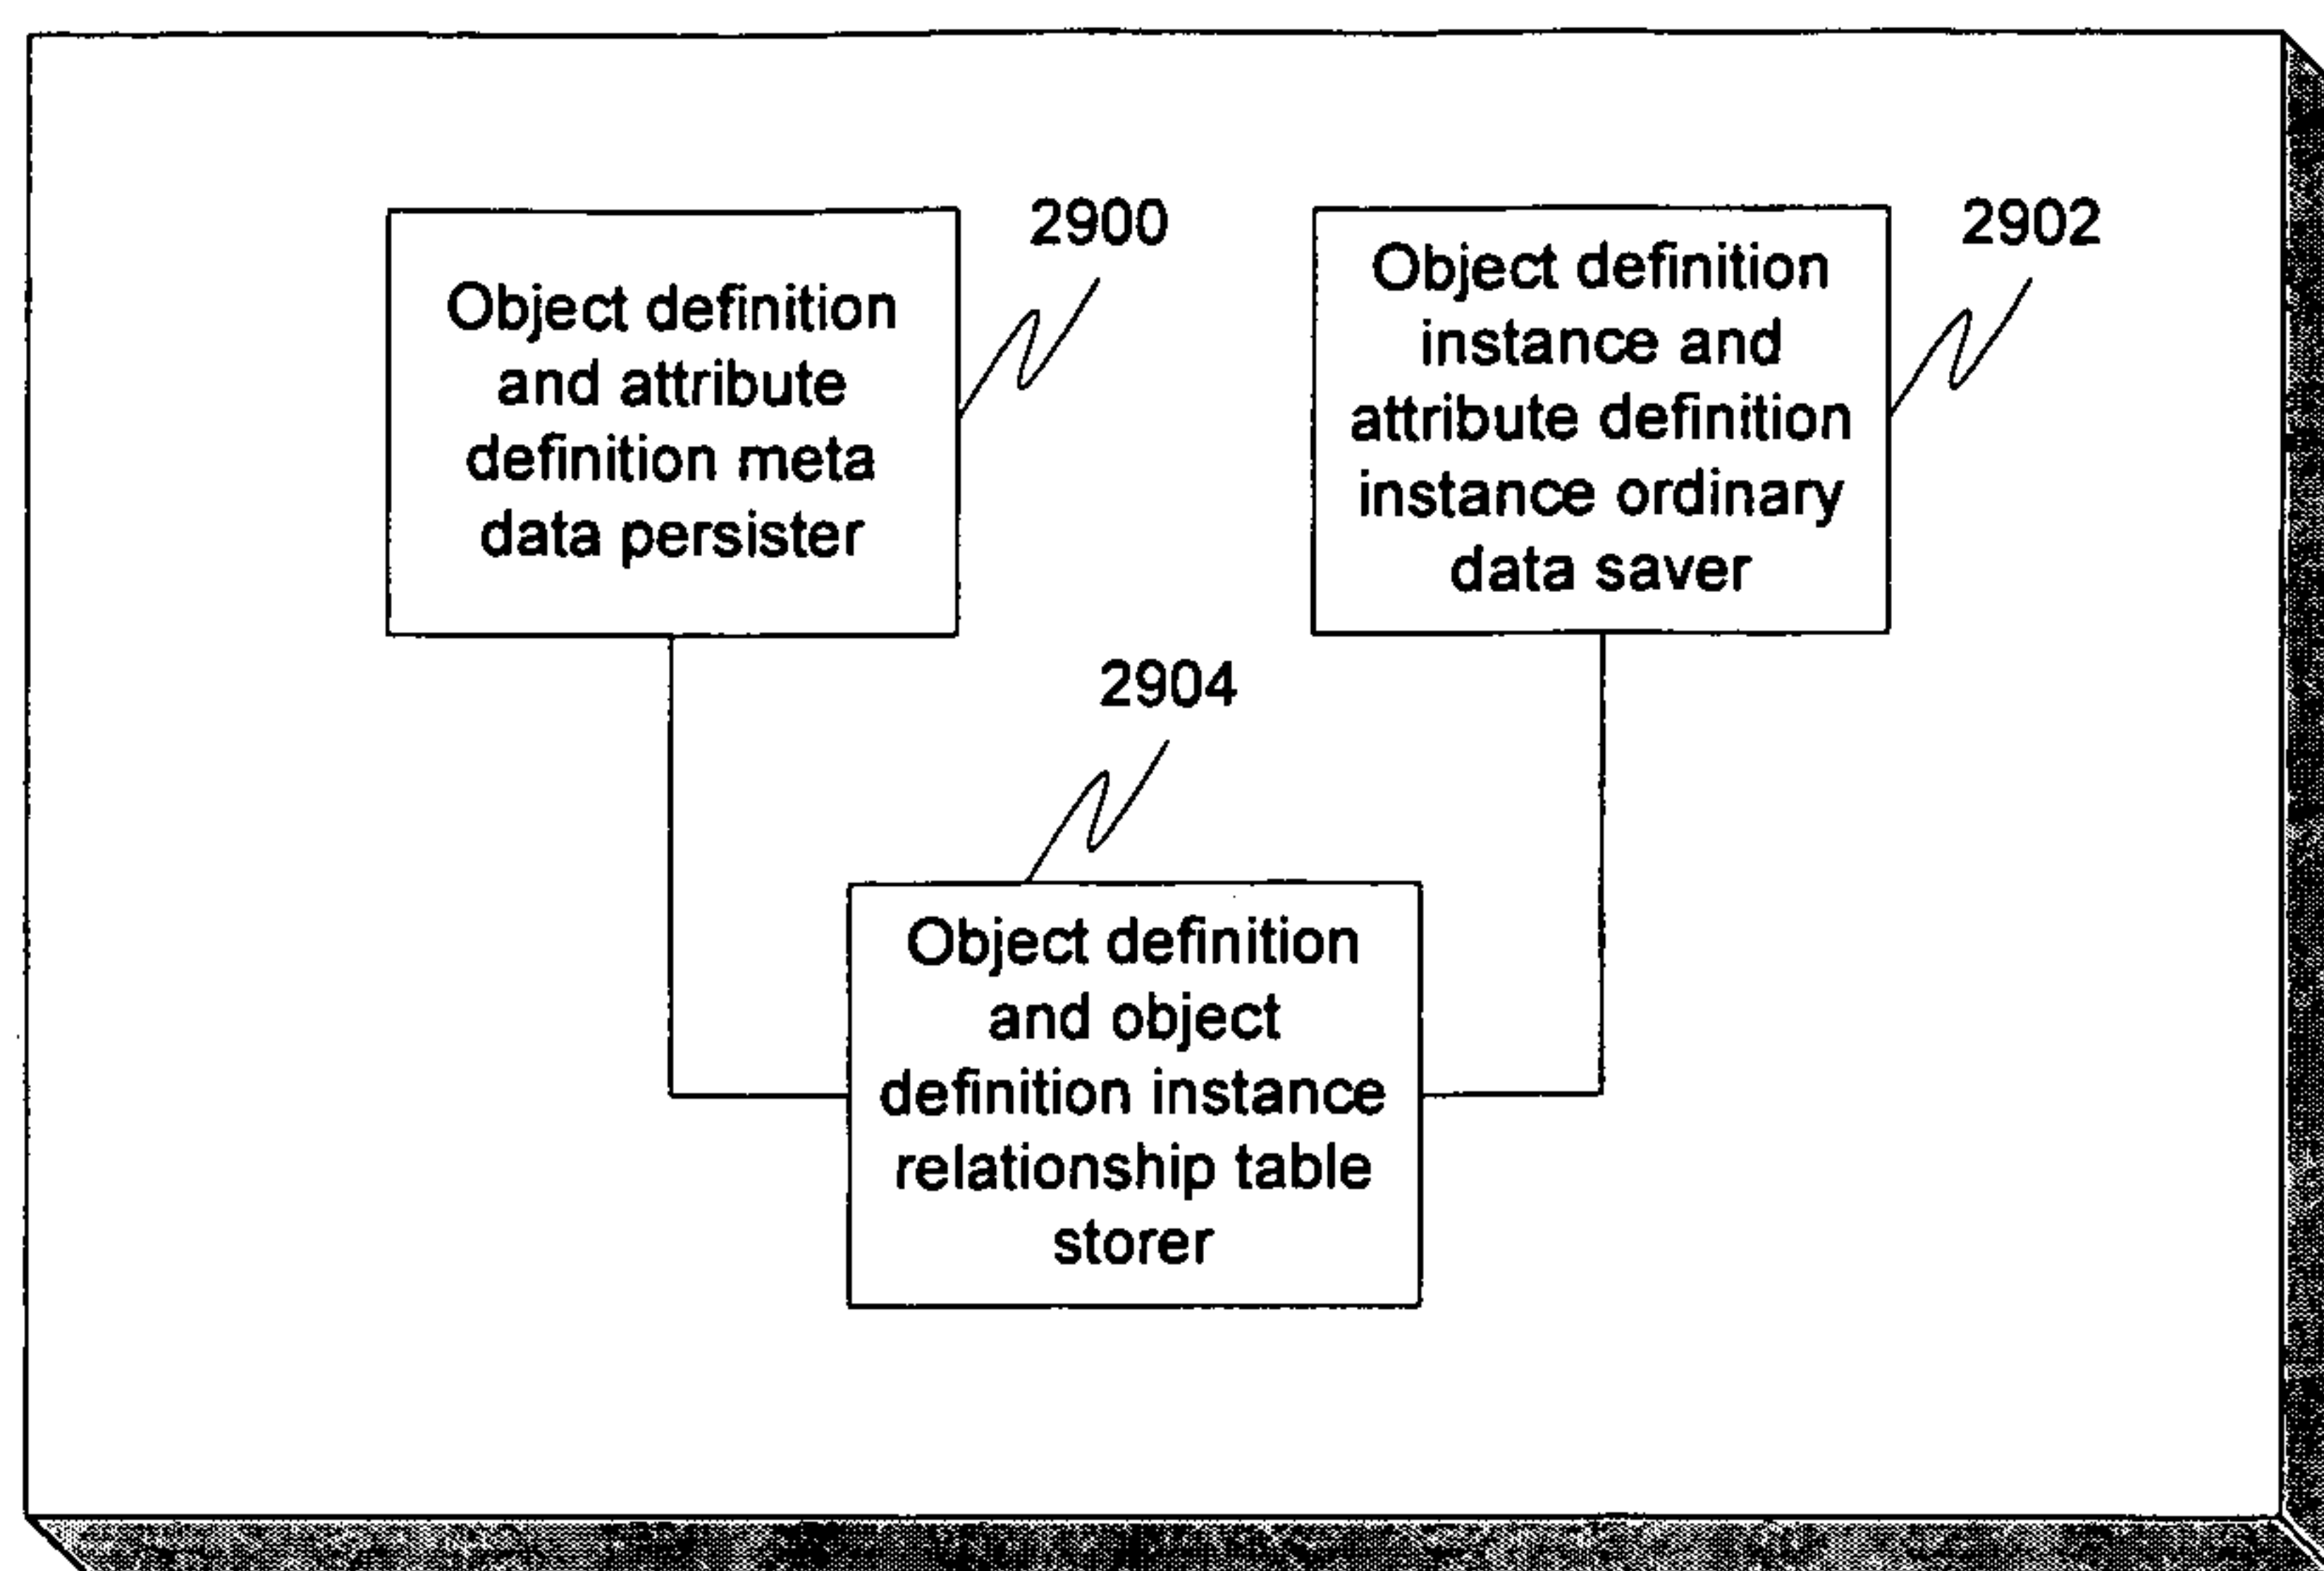 2900
Object definition
and attribute
definition meta
data persister
2902
Object definition
instance and
attribute definition
instance ordinary
data saver
2904
Object definition
and object
definition instance
relationship table
storer